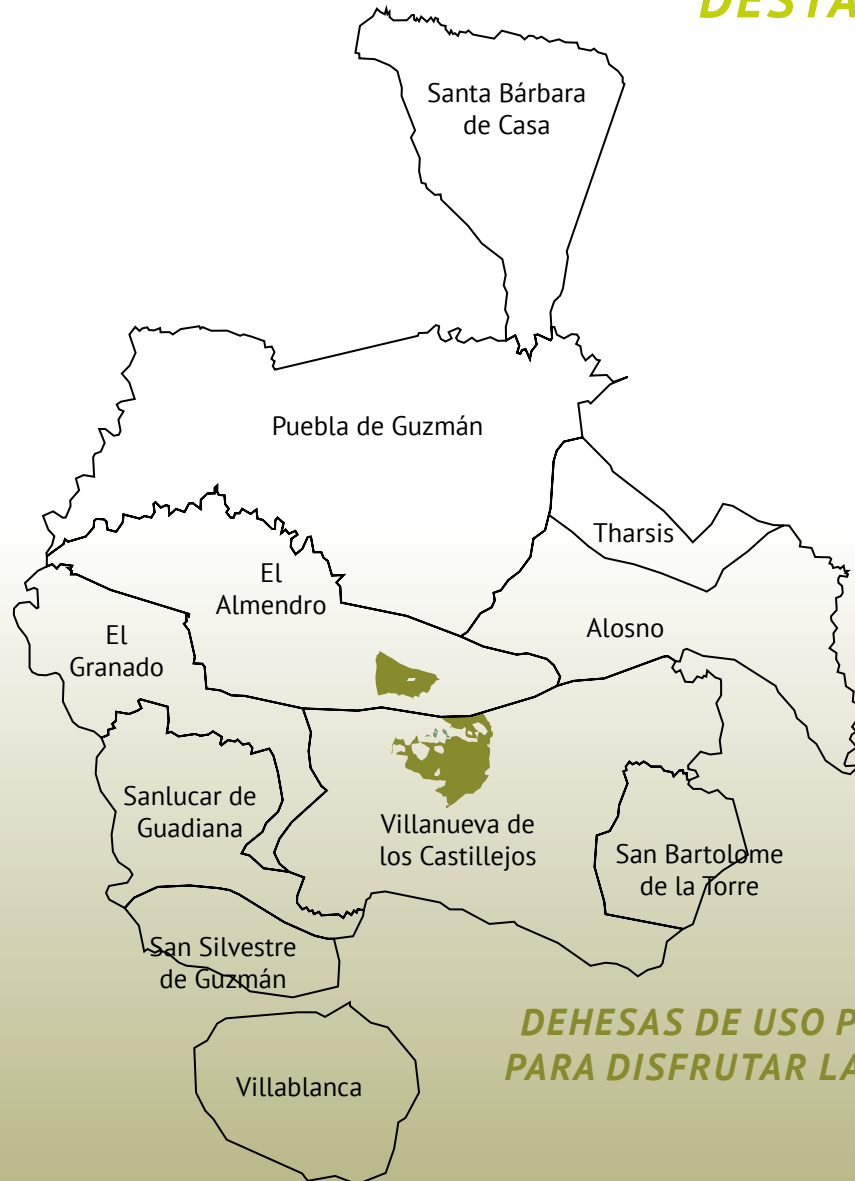 DESTA
Santa Bárbara
de Casa
Puebla de Guzmán
Tharsis
El
Almendro
Alosno
El
Granado
Sanlucar de
Guadiana
Villanueva de
los Castillejos
San Bartolome
de la Torre
San Silvestre
de Guzmán
DEHESAS DE USO P
PARA DISFRUTAR LA
Villablanca